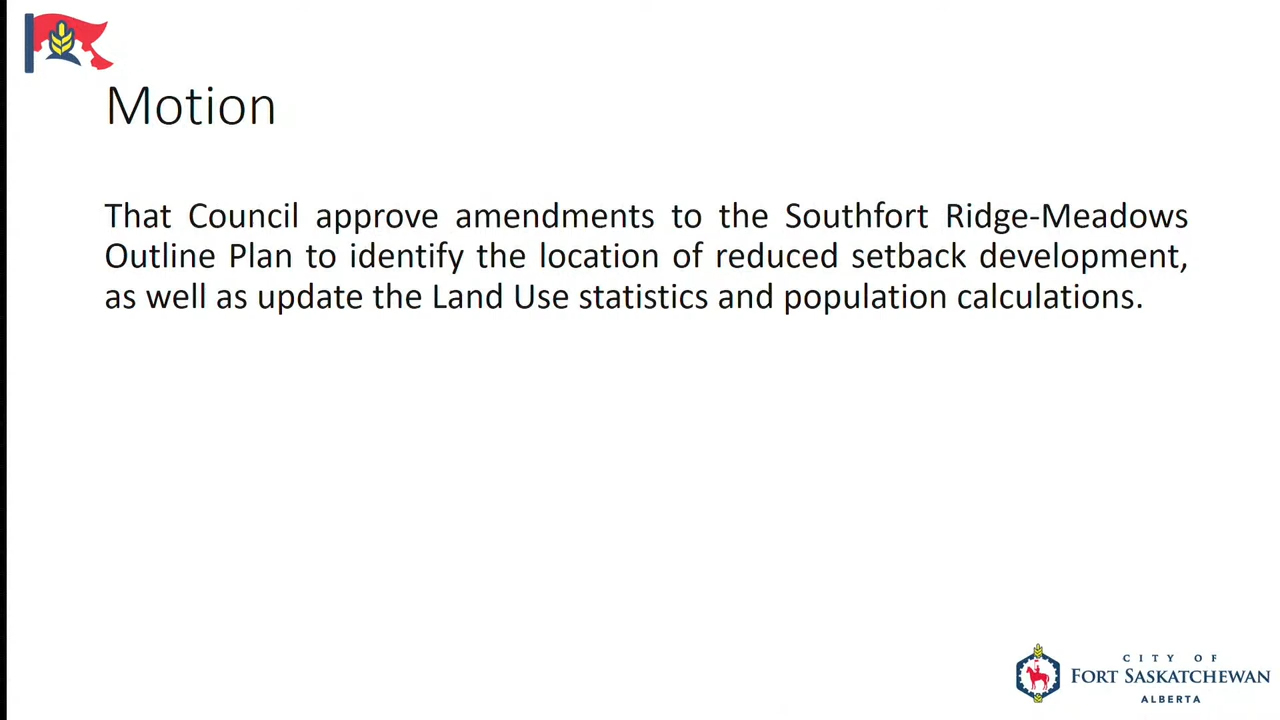 Motion
That Council approve amendments to the Southfort Ridge-Meadows
Outline Plan to identify the location of reduced setback development,
as well as update the Land Use statistics and population calculations.
CITY OF
FORT SASKATCHEWAN
ALBERTA